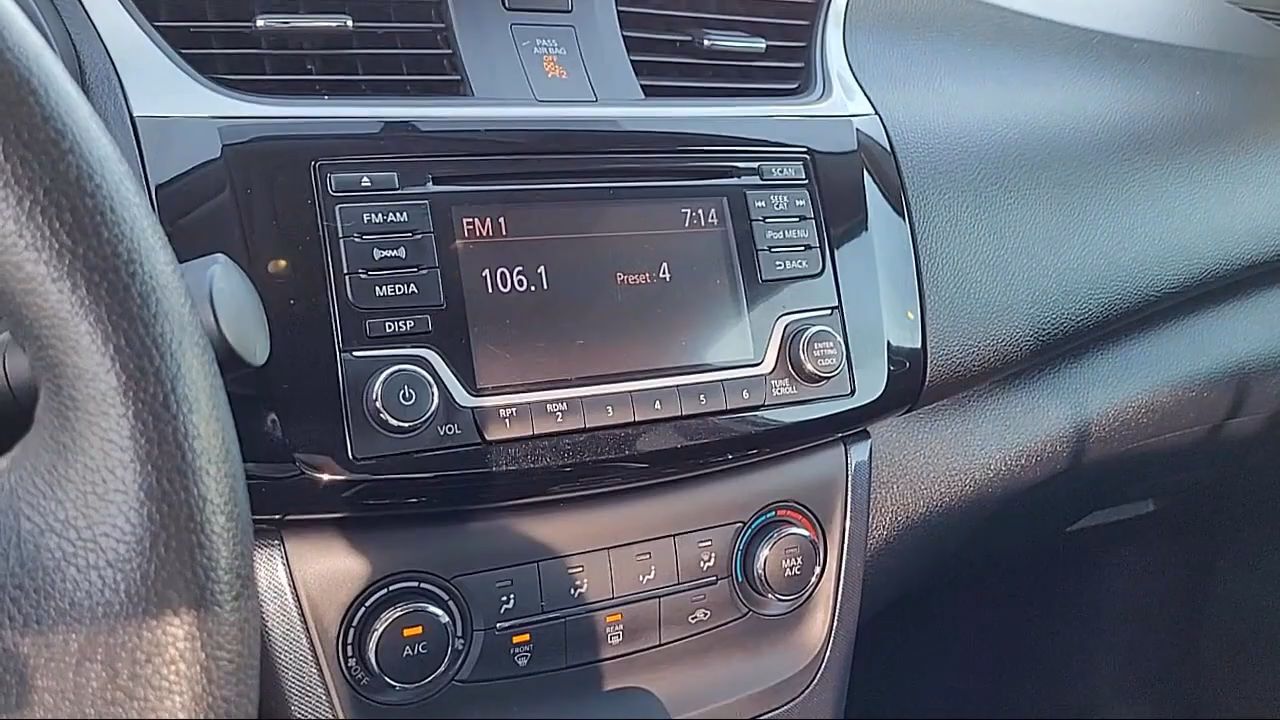 PASS
AIR BAG
OFF
SCAN
FM·AM
SEEK
CAT
((XM))
iPod MENU
MEDIA
BACK
DISP
FM 1 7:14
106.1 Preset : 4
ENTER
SETTING
CLOCK
TUNE
SCROLL
VOL
RPT
1
RDM
2
3
4
5
6
MAX
A/C
A/C
OFF
FRONT
REAR